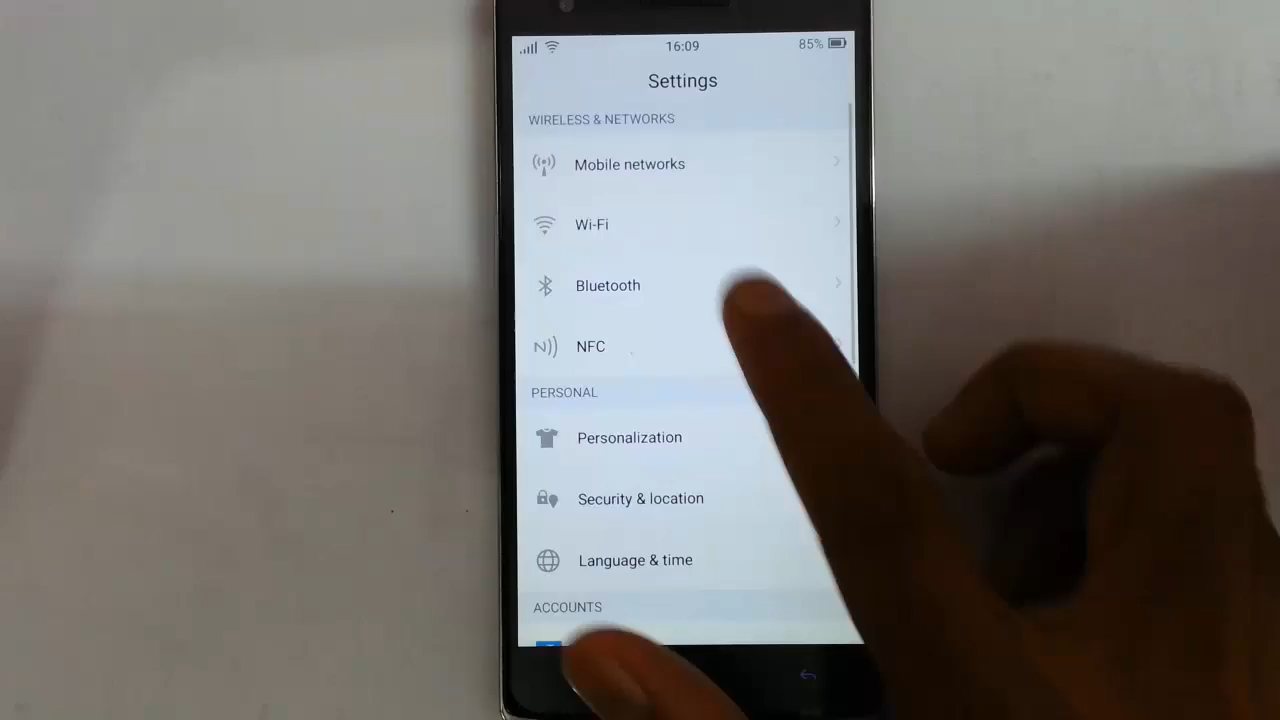 16:09
85%
Settings
WIRELESS & NETWORKS
Mobile networks
Wi-Fi
Bluetooth
NFC
PERSONAL
Personalization
Security & location
Language & time
ACCOUNTS